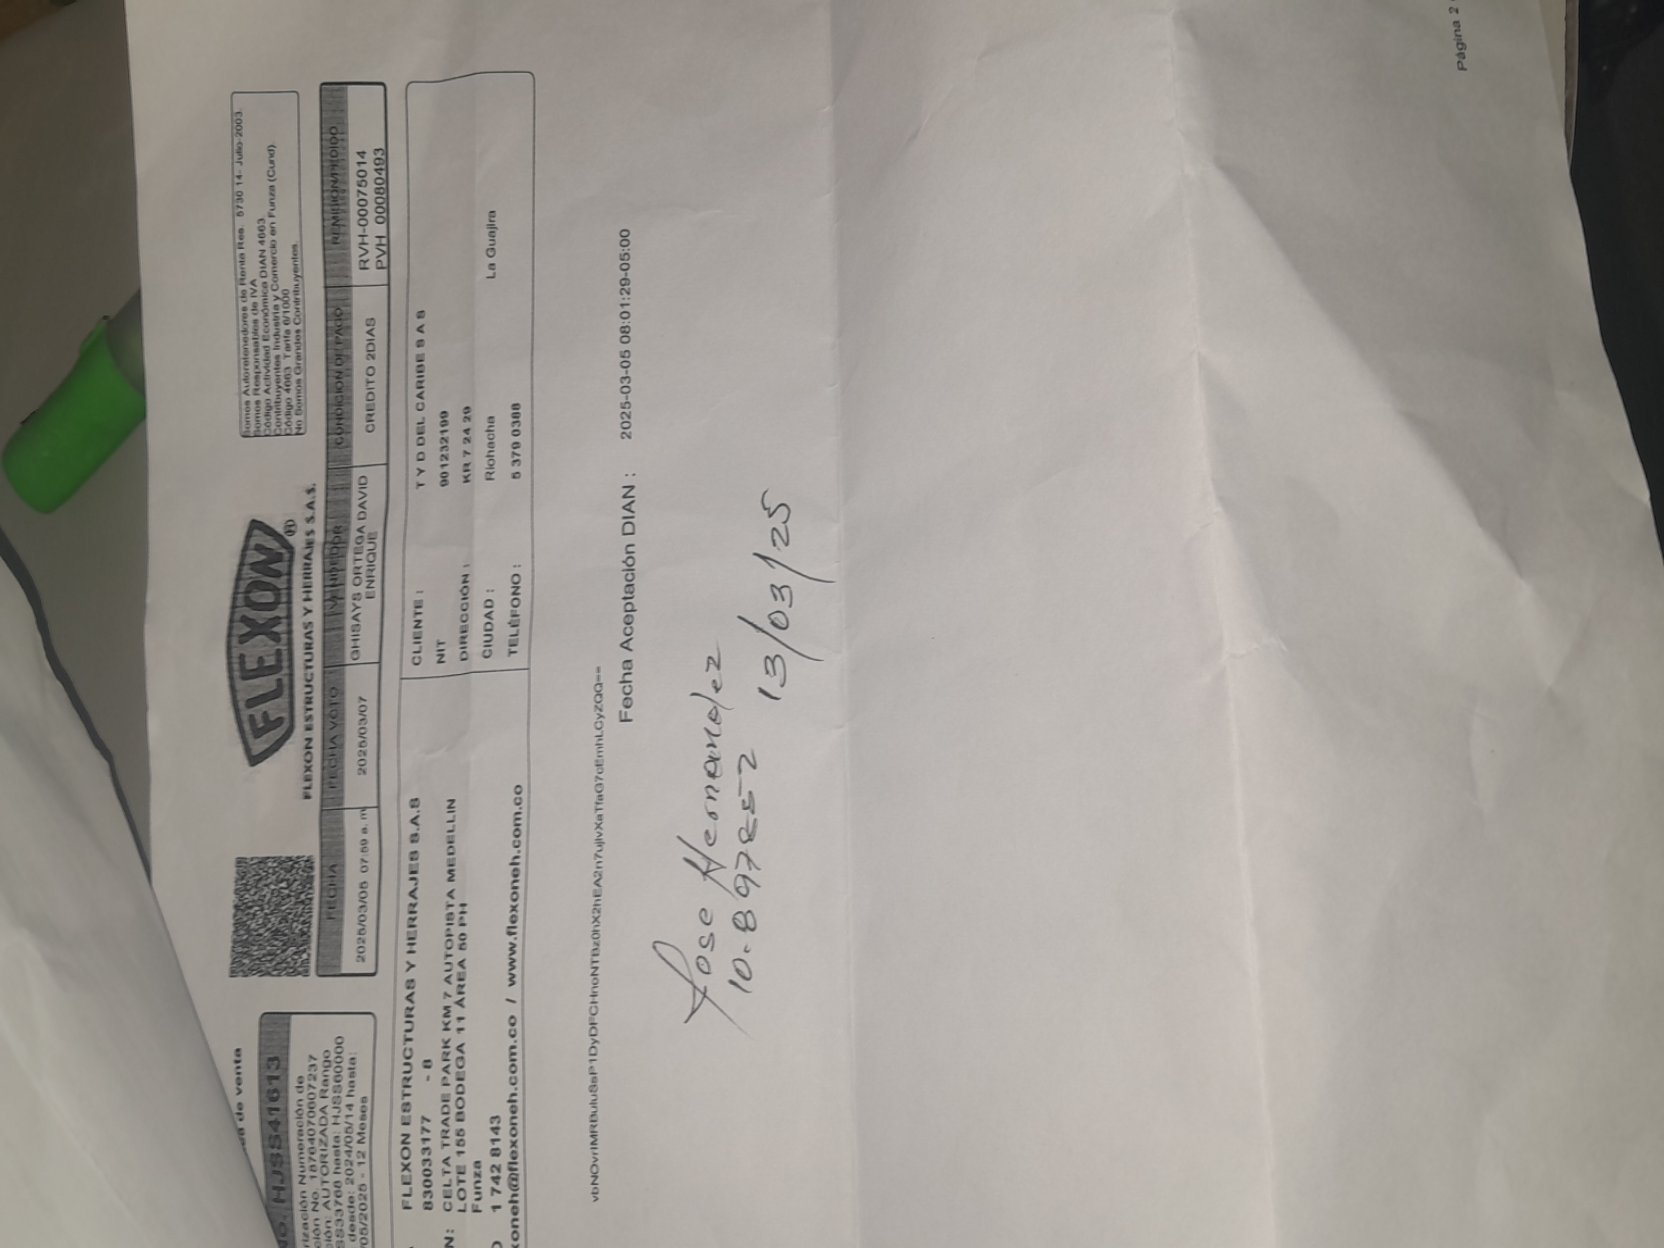 Página 2
de venta
No. HJSS41613
rización Numeración de
ción No. 18764070607237
ión: AUTORIZADA Rango
hasta: HJSS60000
desde: 2024/05/14 hasta:
/05/2025 - 12 Meses
FLEXON®
FLEXON ESTRUCTURAS Y HERRAJES S.A.S.
Somos Autoretenedores de Renta Res. 5730 14- Julio-2003.
Somos Responsables de IVA
Código Actividad Económica DIAN 4663
Contribuyentes Industria y Comercio en Funza (Cund).
Código 4663 Tarifa 6/1000
No Somos Grandes Contribuyentes
FECHA FECHA VCTO VENDEDOR CONDICION DE PAGO REMISION/PEDIDO
2025/03/05 07:59 a. m 2025/03/07 GHISAYS ORTEGA DAVID ENRIQUE CREDITO 2DIAS RVH-00075014
PVH 00080493
FLEXON ESTRUCTURAS Y HERRAJES S.A.S
830033177 - 8
N: CELTA TRADE PARK KM 7 AUTOPISTA MEDELLIN
LOTE 155 BODEGA 11 ÁREA 50 PH
Funza
1 742 8143
xoneh@flexoneh.com.co / www.flexoneh.com.co
CLIENTE : T Y D DEL CARIBE S A S
NIT 901232199
DIRECCIÓN : KR 7 24 29
CIUDAD : Riohacha La Guajira
TELÉFONO : 5 379 0388
Fecha Aceptación DIAN : 2025-03-05 08:01:29-05:00
Jose Hernandez
13/03/25